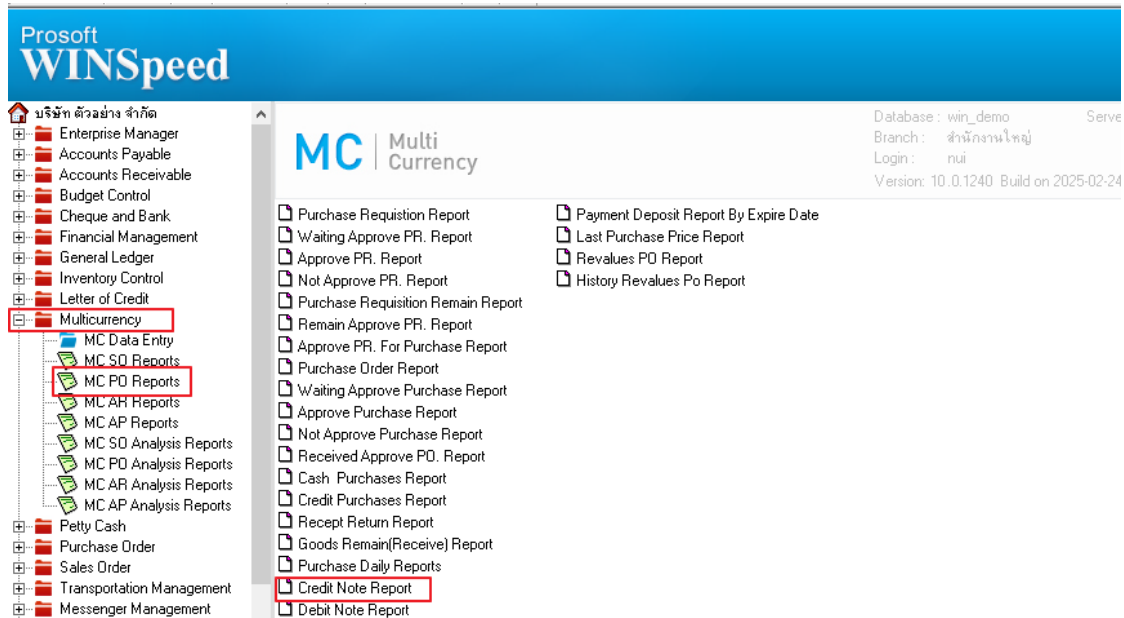 Prosoft
WINSpeed
บริษัท ตัวอย่าง จำกัด
Enterprise Manager
Accounts Payable
Accounts Receivable
Budget Control
Cheque and Bank
Financial Management
General Ledger
Inventory Control
Letter of Credit
Multicurrency
MC Data Entry
MC SO Reports
MC PO Reports
MC AR Reports
MC AP Reports
MC SO Analysis Reports
MC PO Analysis Reports
MC AR Analysis Reports
MC AP Analysis Reports
Petty Cash
Purchase Order
Sales Order
Transportation Management
Messenger Management
MC Multi Currency
Database : win_demo Serve
Branch : สำนักงานใหญ่
Login : nui
Version: 10.0.1240 Build on 2025-02-24
Purchase Requistion Report
Waiting Approve PR. Report
Approve PR. Report
Not Approve PR. Report
Purchase Requisition Remain Report
Remain Approve PR. Report
Approve PR. For Purchase Report
Purchase Order Report
Waiting Approve Purchase Report
Approve Purchase Report
Not Approve Purchase Report
Received Approve PO. Report
Cash Purchases Report
Credit Purchases Report
Recept Return Report
Goods Remain(Receive) Report
Purchase Daily Reports
Credit Note Report
Debit Note Report
Payment Deposit Report By Expire Date
Last Purchase Price Report
Revalues PO Report
History Revalues Po Report